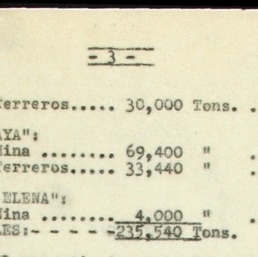 - 3 -
ferreros..... 30,000 Tons. .
AYA":
Mina ........ 69,400 " .
ferreros..... 33,440 " .
ELENA":
Mina ........ 4,000 " .
LES:- - - - -235,540 Tons.